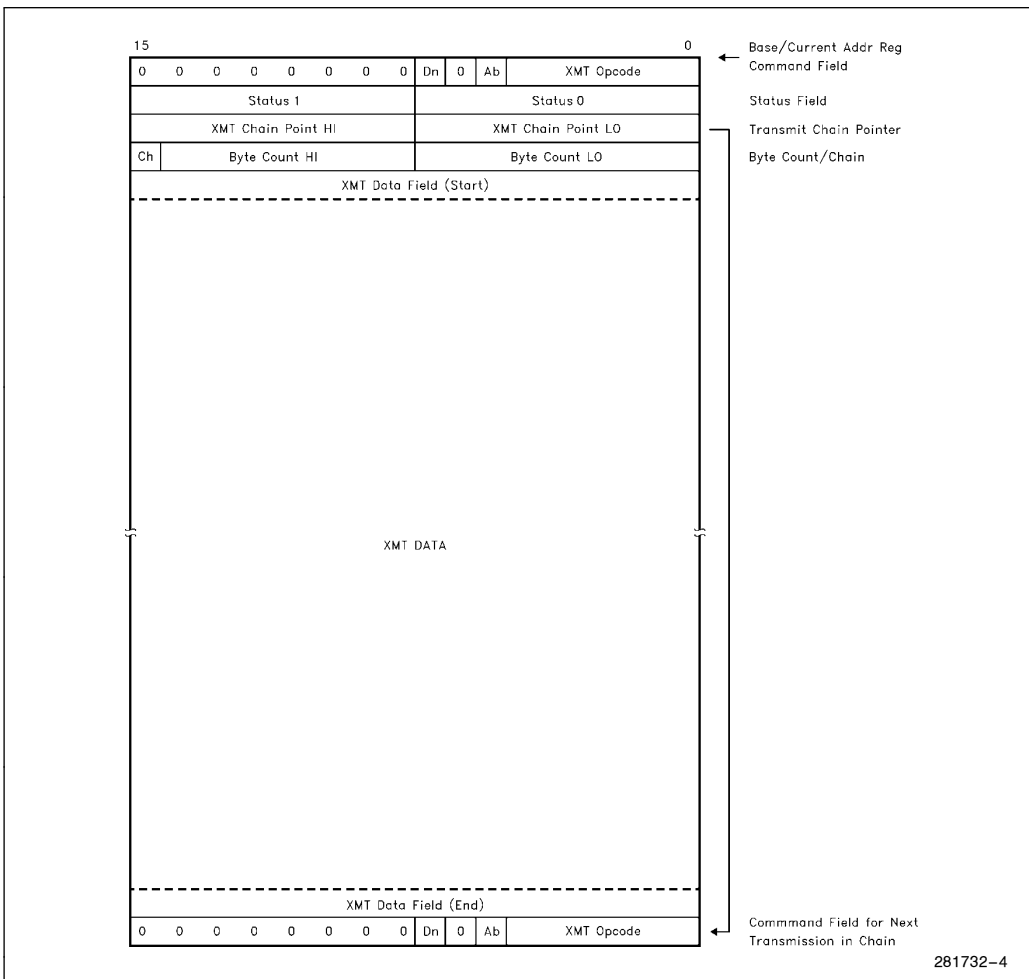 15 0
0 0 0 0 0 0 0 0 Dn 0 Ab XMT Opcode
Base/Current Addr Reg
Command Field
Status 1 Status 0 Status Field
XMT Chain Point HI XMT Chain Point LO Transmit Chain Pointer
Ch Byte Count HI Byte Count LO Byte Count/Chain
XMT Data Field (Start)
XMT DATA
XMT Data Field (End)
0 0 0 0 0 0 0 0 Dn 0 Ab XMT Opcode
Commmand Field for Next
Transmission in Chain
281732-4